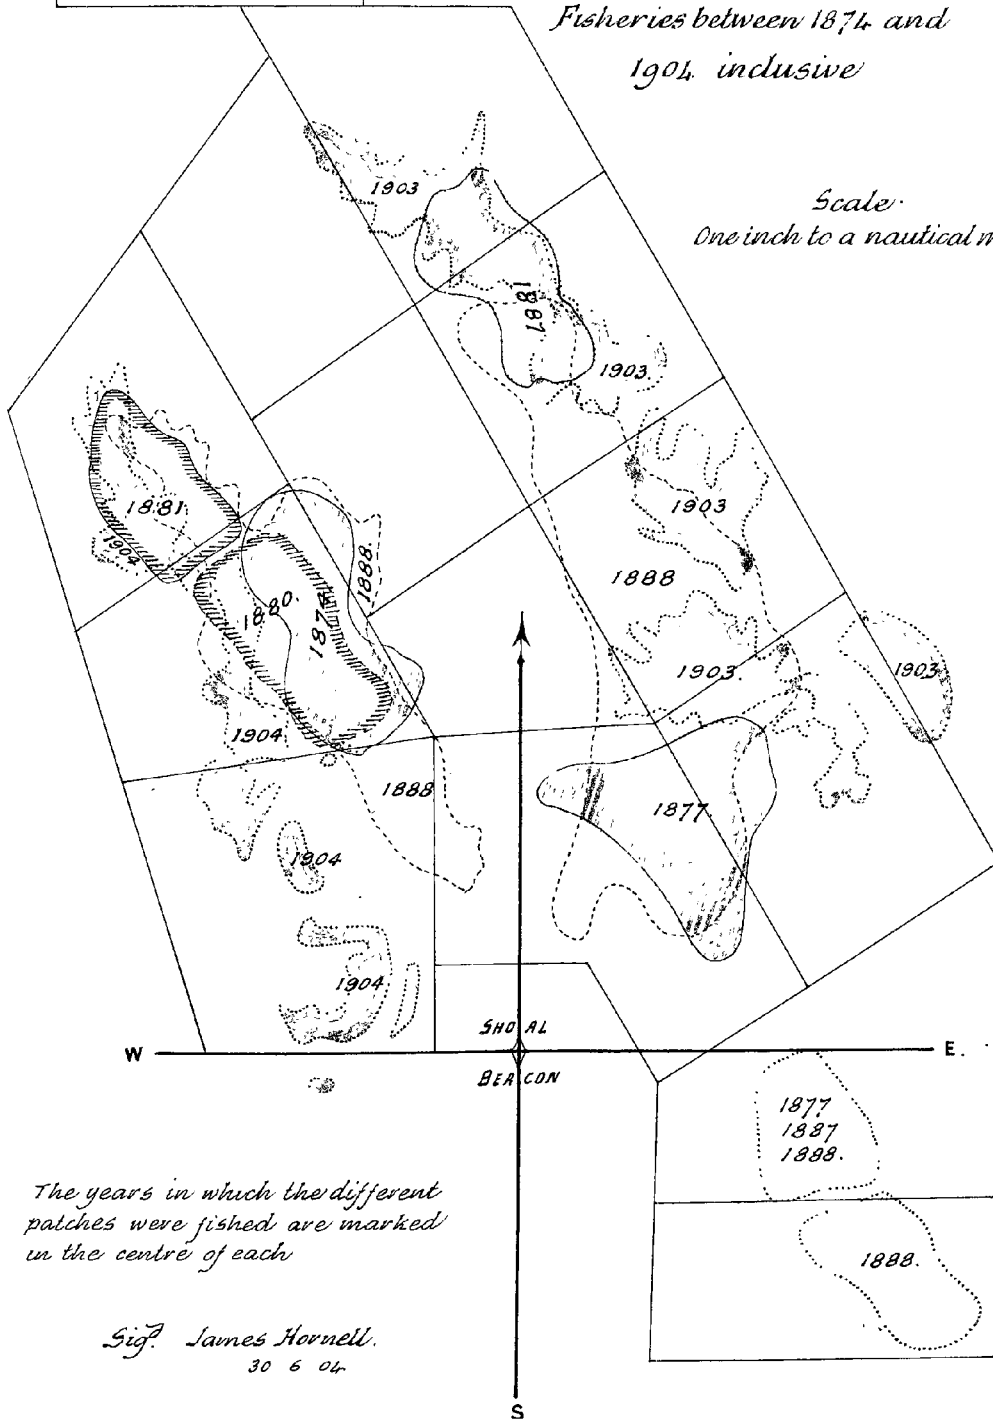 Fisheries between 1874 and
1904 inclusive
Scale.
One inch to a nautical m
1903
1887
1903.
1881
1904
1903
1888.
1888
1880.
1874
1903.
1903
1904
1888
1877
1904
1904
SHOAL
W
E.
BEACON
1877
1887
1888.
The years in which the different
patches were fished are marked
in the centre of each
1888.
Sigd. James Hornell.
30 6 04
S